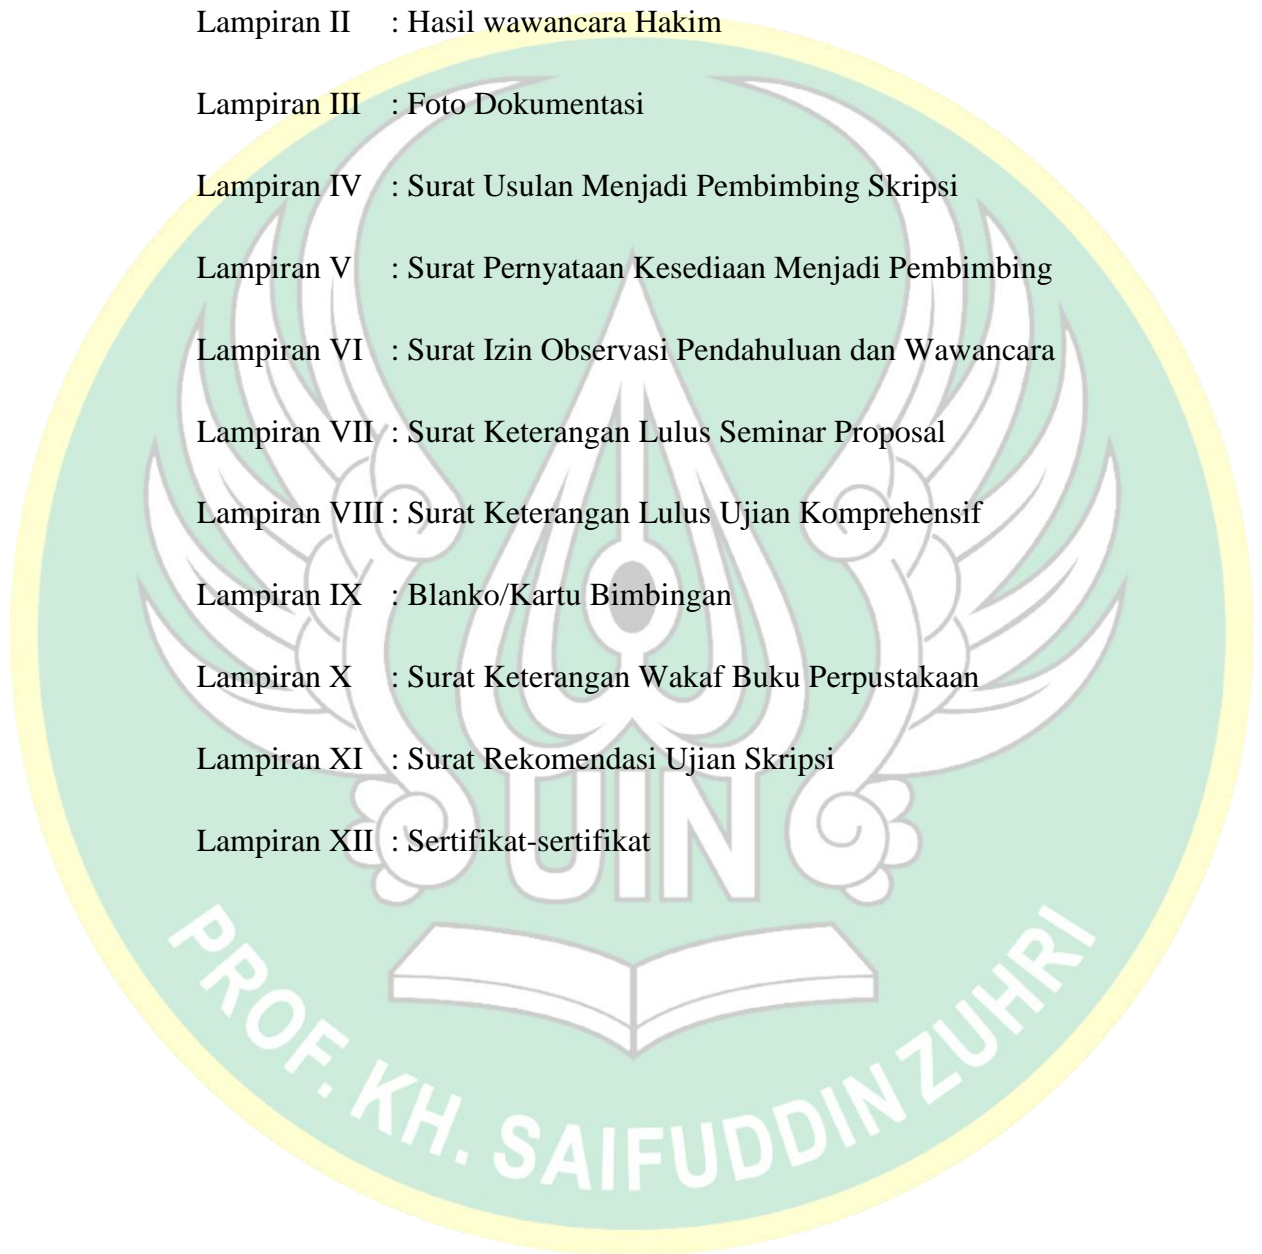 Lampiran II : Hasil wawancara Hakim
Lampiran III : Foto Dokumentasi
Lampiran IV : Surat Usulan Menjadi Pembimbing Skripsi
Lampiran V : Surat Pernyataan Kesediaan Menjadi Pembimbing
Lampiran VI : Surat Izin Observasi Pendahuluan dan Wawancara
Lampiran VII : Surat Keterangan Lulus Seminar Proposal
Lampiran VIII : Surat Keterangan Lulus Ujian Komprehensif
Lampiran IX : Blanko/Kartu Bimbingan
Lampiran X : Surat Keterangan Wakaf Buku Perpustakaan
Lampiran XI : Surat Rekomendasi Ujian Skripsi
Lampiran XII : Sertifikat-sertifikat
UIN
PROF. KH. SAIFUDDIN ZUHRI